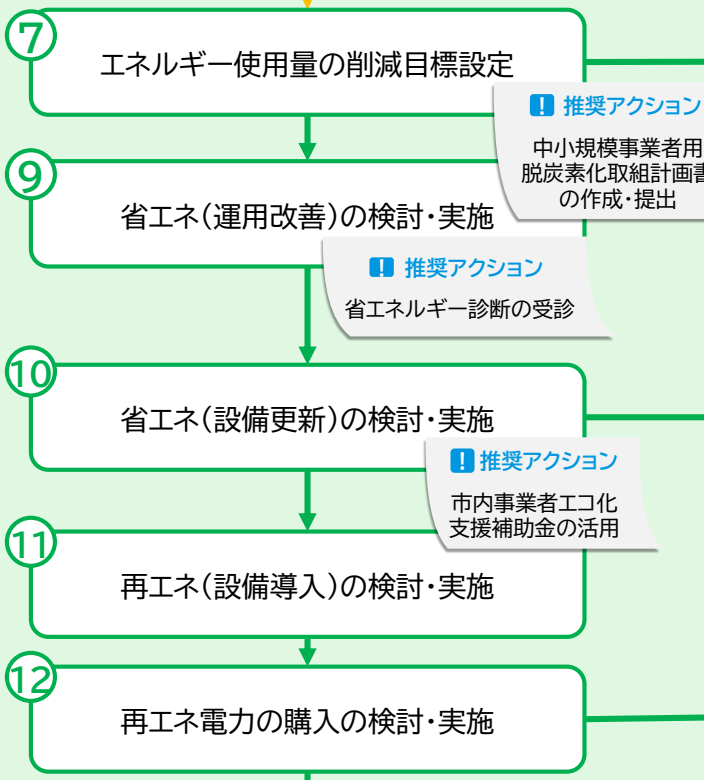 ⑦
エネルギー使用量の削減目標設定
! 推奨アクション
中小規模事業者用
脱炭素化取組計画書
の作成・提出
⑨
省エネ(運用改善)の検討・実施
! 推奨アクション
省エネルギー診断の受診
⑩
省エネ(設備更新)の検討・実施
! 推奨アクション
市内事業者エコ化
支援補助金の活用
⑪
再エネ(設備導入)の検討・実施
⑫
再エネ電力の購入の検討・実施